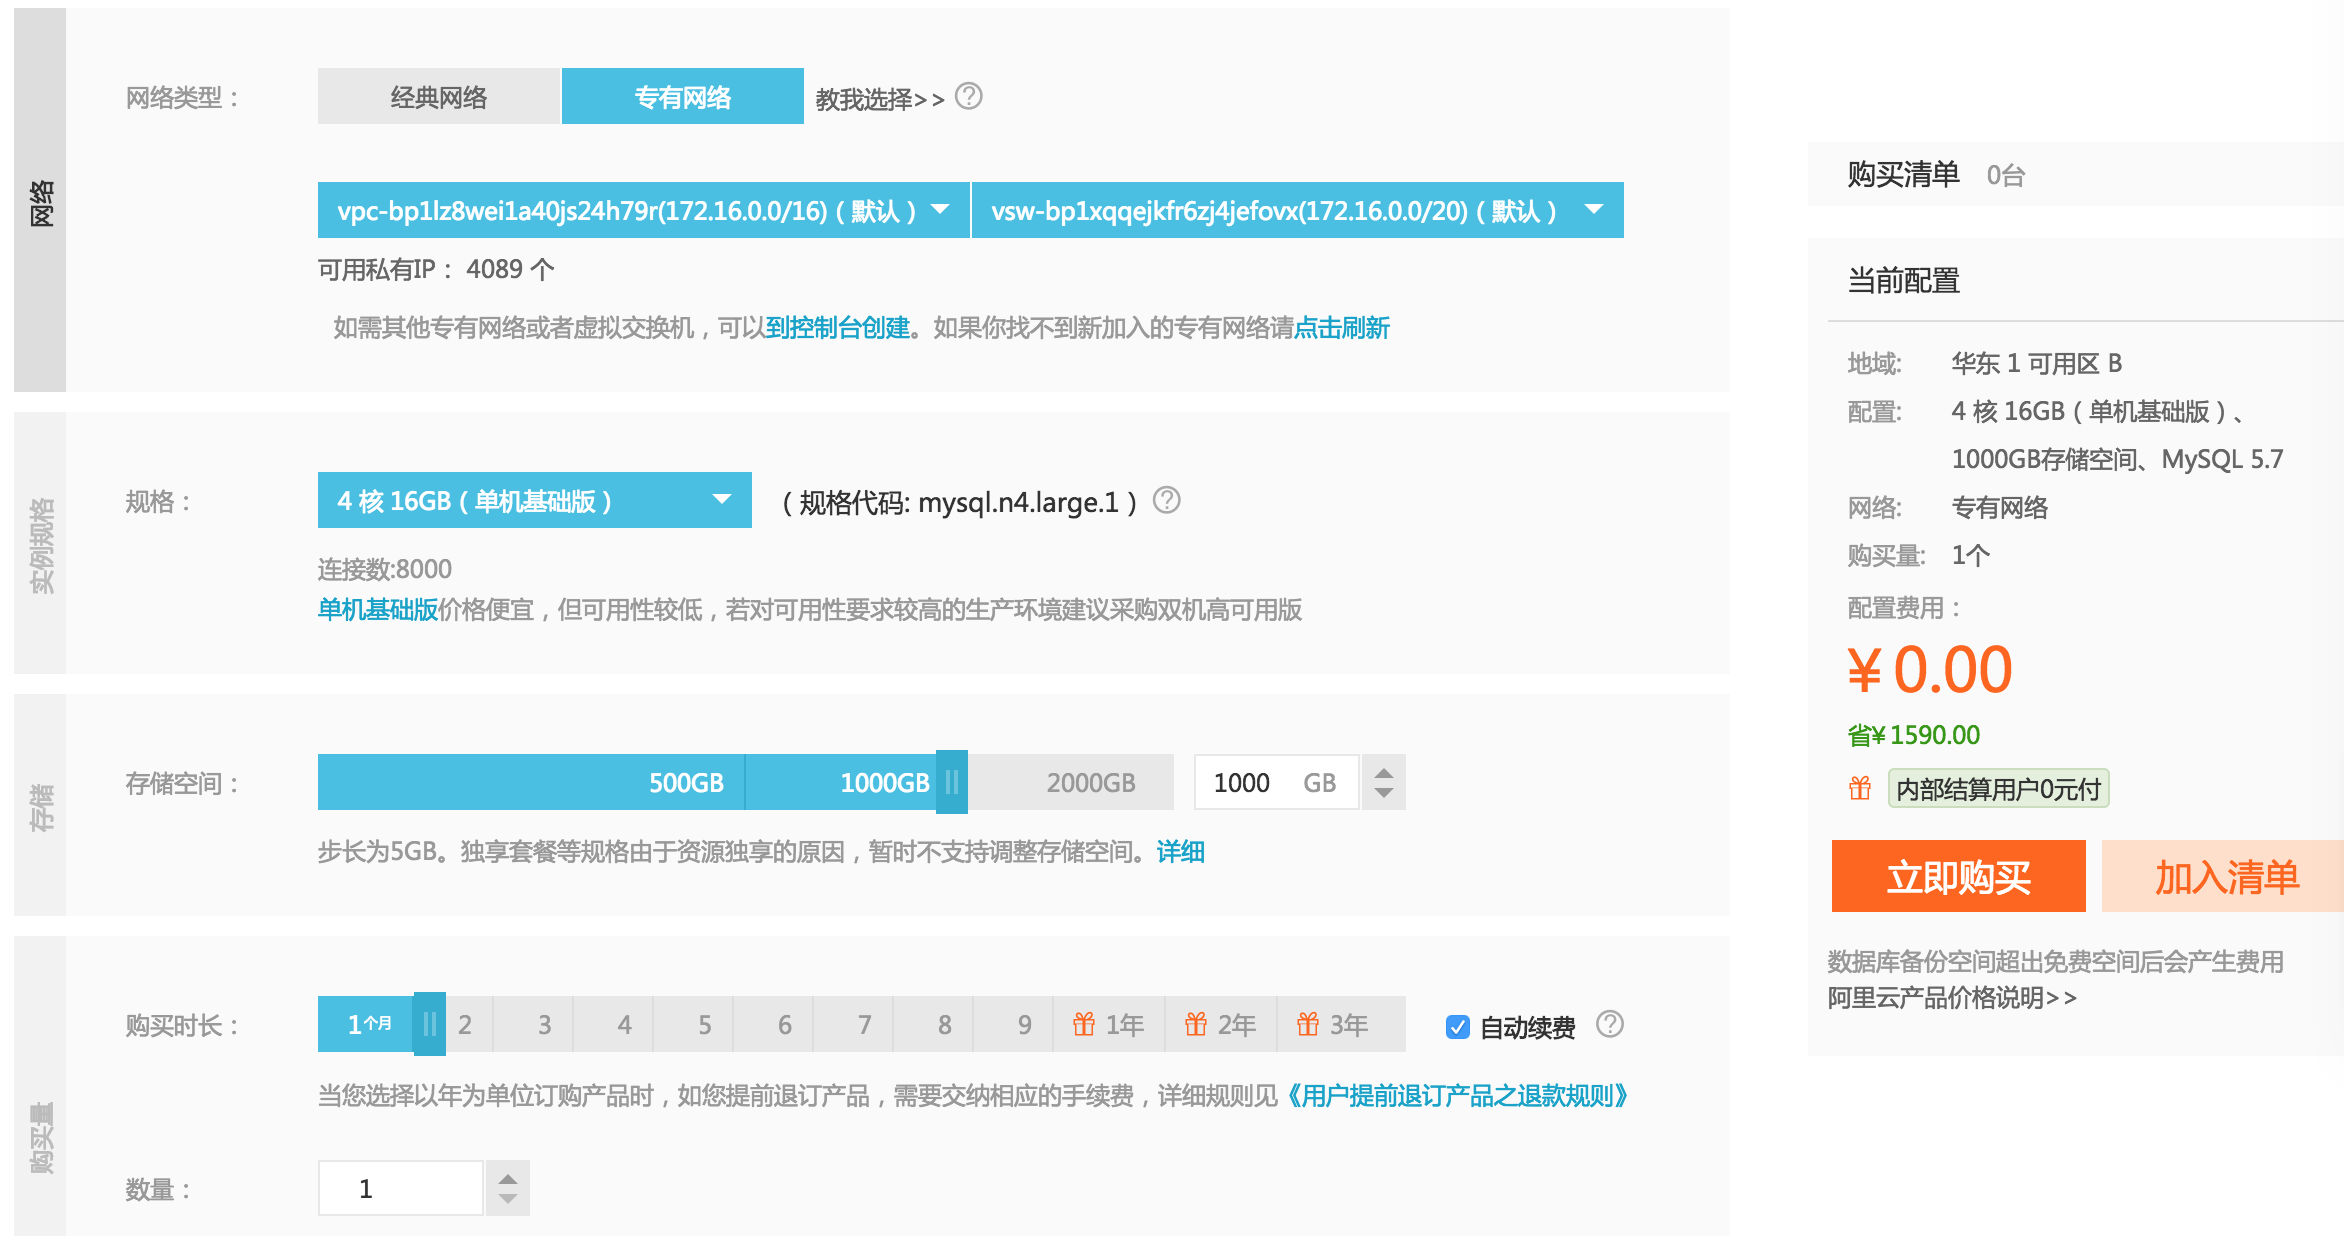 网络
网络类型：
经典网络
专有网络
教我选择>>
vpc-bp1lz8wei1a40js24h79r(172.16.0.0/16)（默认）
vsw-bp1xqqejkfr6zj4jefovx(172.16.0.0/20)（默认）
可用私有IP： 4089 个
如需其他专有网络或者虚拟交换机，可以到控制台创建。如果你找不到新加入的专有网络请点击刷新
实例规格
规格：
4 核 16GB（单机基础版）
（规格代码: mysql.n4.large.1）
连接数:8000
单机基础版价格便宜，但可用性较低，若对可用性要求较高的生产环境建议采购双机高可用版
存储
存储空间：
500GB
1000GB
2000GB
1000 GB
步长为5GB。独享套餐等规格由于资源独享的原因，暂时不支持调整存储空间。详细
购买量
购买时长：
1个月 2 3 4 5 6 7 8 9 1年 2年 3年
自动续费
当您选择以年为单位订购产品时，如您提前退订产品，需要交纳相应的手续费，详细规则见《用户提前退订产品之退款规则》
数量：
1
购买清单 0台
当前配置
地域: 华东 1 可用区 B
配置: 4 核 16GB（单机基础版）、
1000GB存储空间、MySQL 5.7
网络: 专有网络
购买量: 1个
配置费用：
¥ 0.00
省¥ 1590.00
内部结算用户0元付
立即购买
加入清单
数据库备份空间超出免费空间后会产生费用
阿里云产品价格说明>>